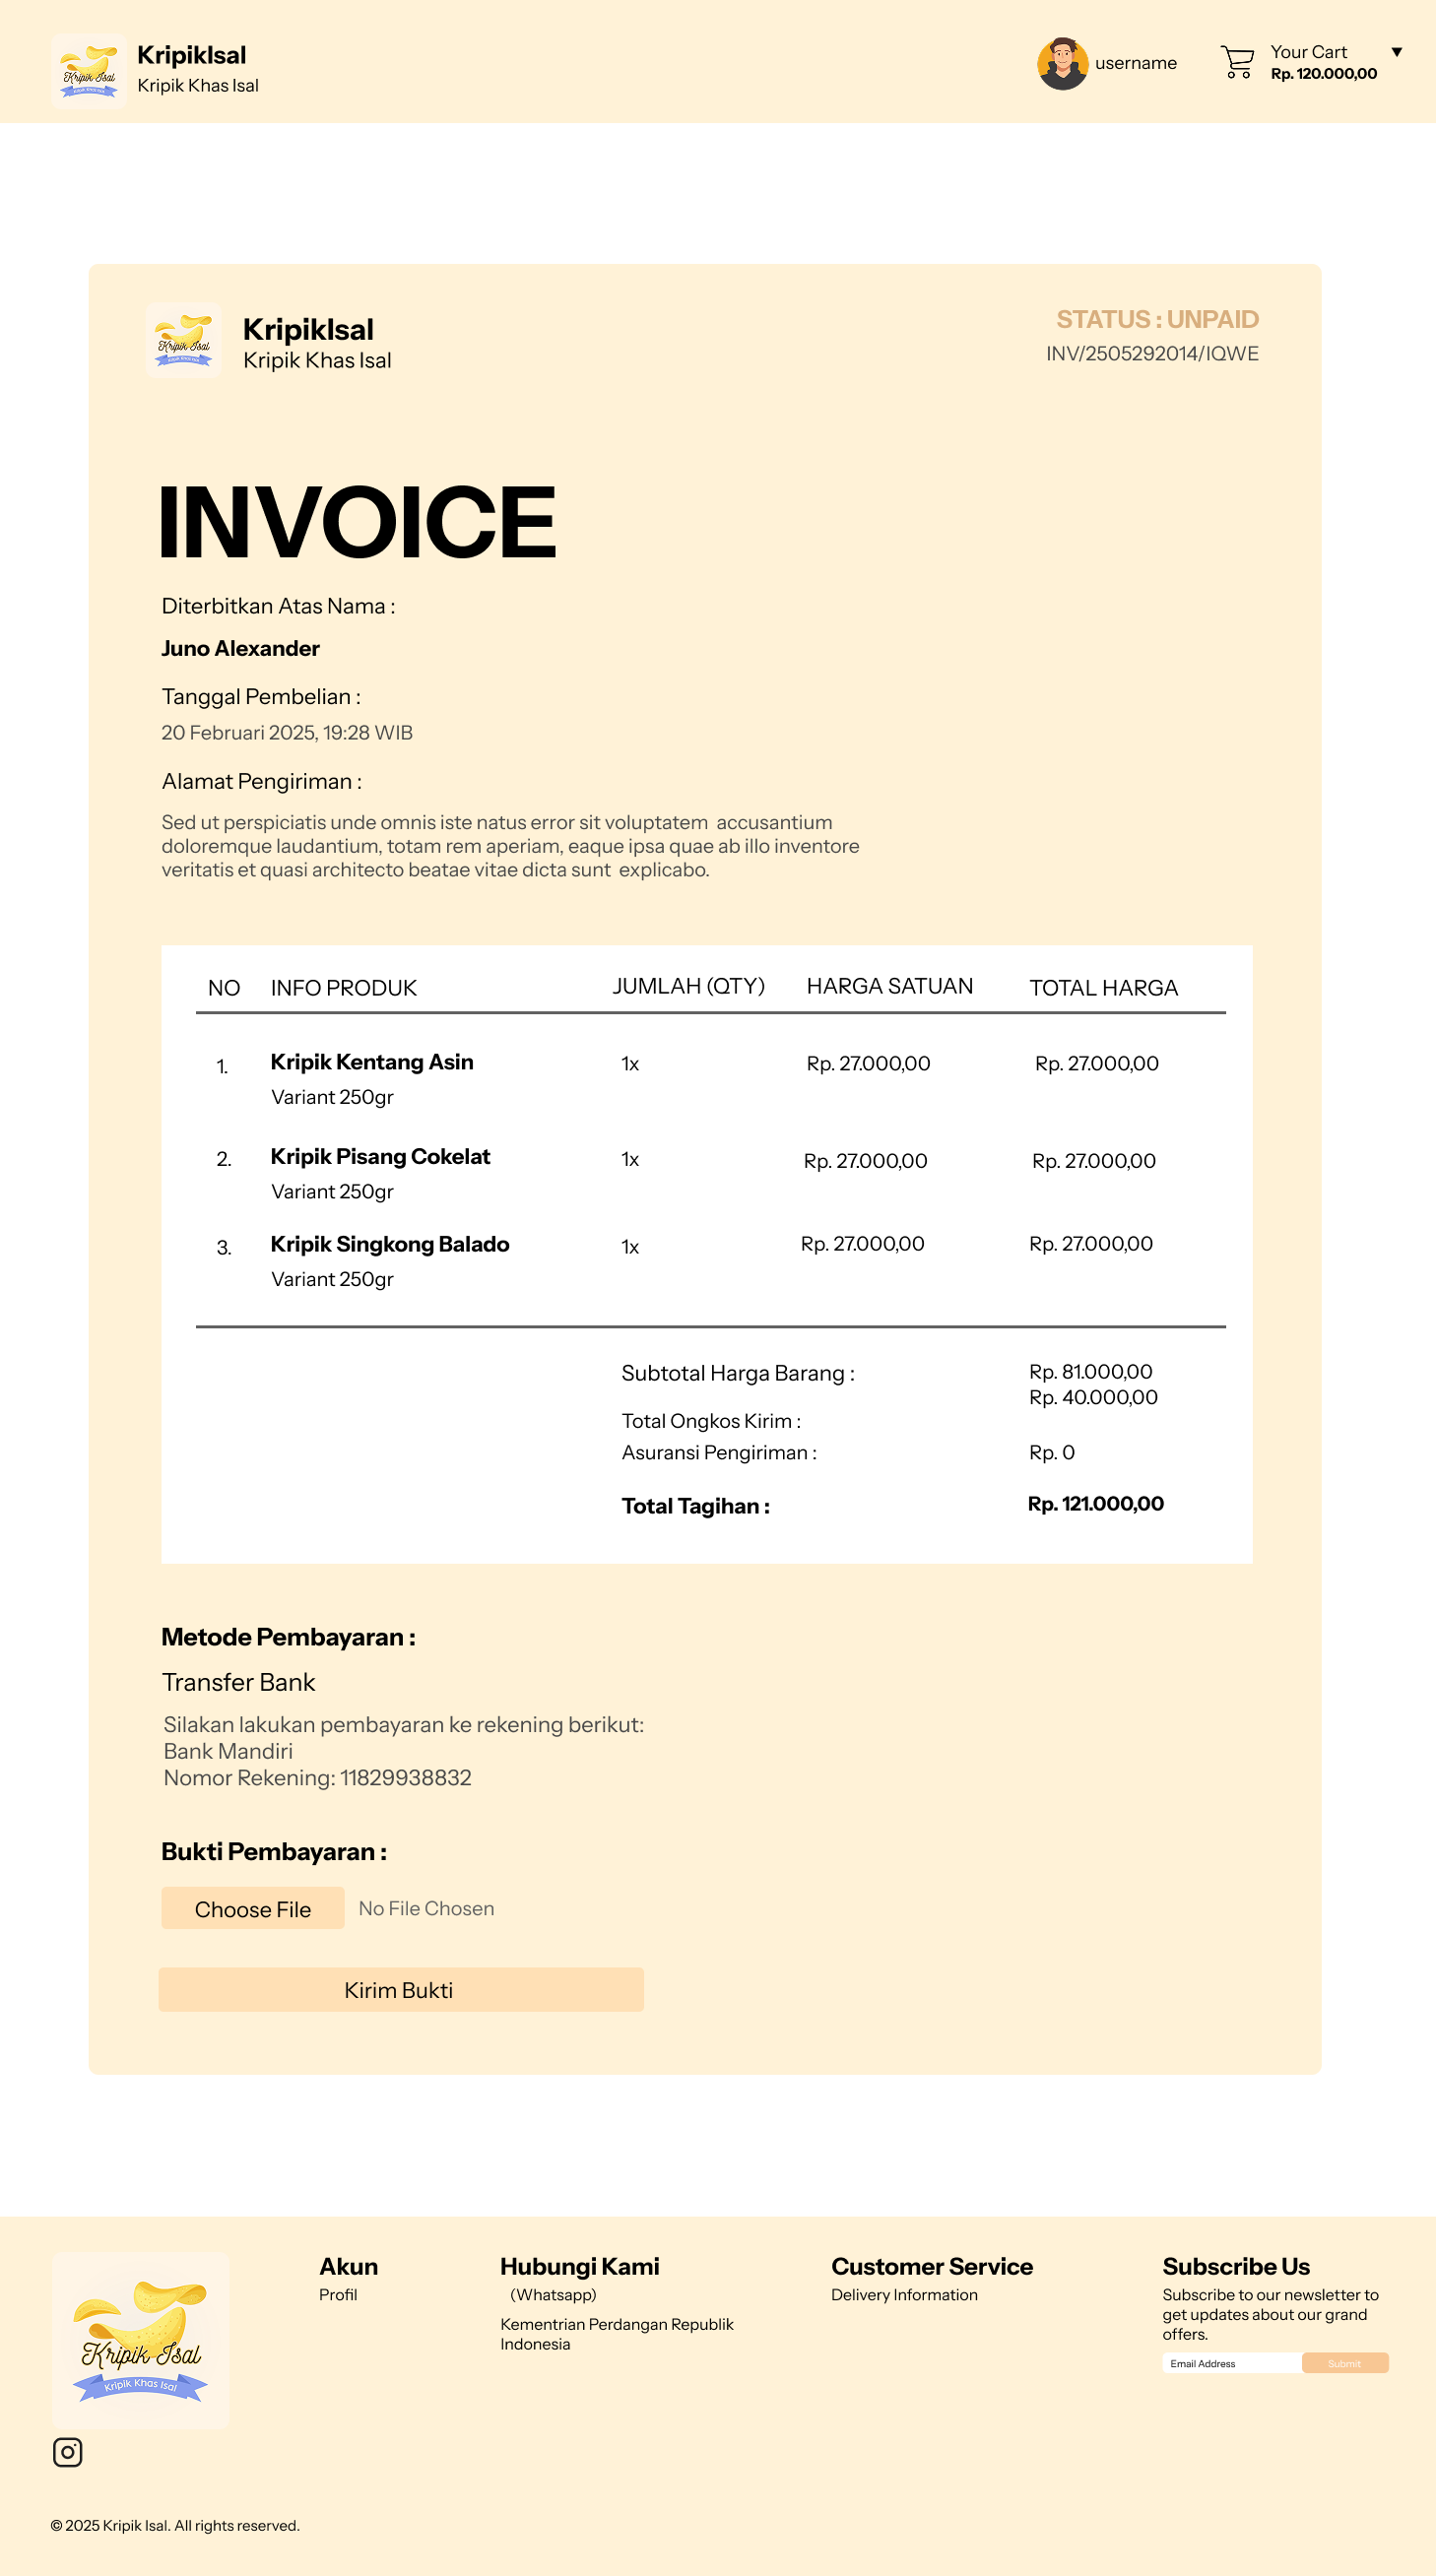 Kripik Isal
Kripik Khas Isal
KripikIsal
Kripik Khas Isal
username
Your Cart
Rp. 120.000,00
Kripik Isal
Kripik Khas Isal
KripikIsal
Kripik Khas Isal
STATUS : UNPAID
INV/2505292014/IQWE
INVOICE
Diterbitkan Atas Nama :
Juno Alexander
Tanggal Pembelian :
20 Februari 2025, 19:28 WIB
Alamat Pengiriman :
Sed ut perspiciatis unde omnis iste natus error sit voluptatem accusantium
doloremque laudantium, totam rem aperiam, eaque ipsa quae ab illo inventore
veritatis et quasi architecto beatae vitae dicta sunt explicabo.
NO INFO PRODUK JUMLAH (QTY) HARGA SATUAN TOTAL HARGA
1. Kripik Kentang Asin 1x Rp. 27.000,00 Rp. 27.000,00
Variant 250gr
2. Kripik Pisang Cokelat 1x Rp. 27.000,00 Rp. 27.000,00
Variant 250gr
3. Kripik Singkong Balado 1x Rp. 27.000,00 Rp. 27.000,00
Variant 250gr
Subtotal Harga Barang : Rp. 81.000,00
Rp. 40.000,00
Total Ongkos Kirim :
Asuransi Pengiriman : Rp. 0
Total Tagihan : Rp. 121.000,00
Metode Pembayaran :
Transfer Bank
Silakan lakukan pembayaran ke rekening berikut:
Bank Mandiri
Nomor Rekening: 11829938832
Bukti Pembayaran :
Choose File No File Chosen
Kirim Bukti
Kripik Isal
Kripik Khas Isal
Akun
Profil
Hubungi Kami
(Whatsapp)
Kementrian Perdangan Republik
Indonesia
Customer Service
Delivery Information
Subscribe Us
Subscribe to our newsletter to
get updates about our grand
offers.
Email Address Submit
© 2025 Kripik Isal. All rights reserved.